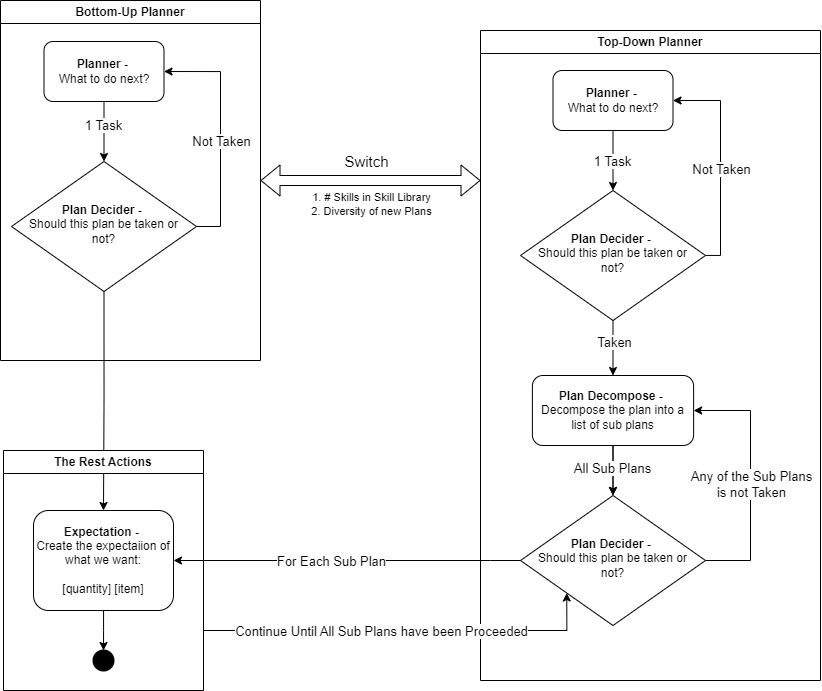 Bottom-Up Planner
Planner -
What to do next?
1 Task
Not Taken
Plan Decider -
Should this plan be taken or
not?
Switch
1. # Skills in Skill Library
2. Diversity of new Plans
Top-Down Planner
Planner -
What to do next?
1 Task
Not Taken
Plan Decider -
Should this plan be taken or
not?
Taken
Plan Decompose -
Decompose the plan into a
list of sub plans
All Sub Plans
Any of the Sub Plans
is not Taken
Plan Decider -
Should this plan be taken or
not?
The Rest Actions
Expectation -
Create the expectaiion of
what we want:
[quantity] [item]
For Each Sub Plan
Continue Until All Sub Plans have been Proceeded